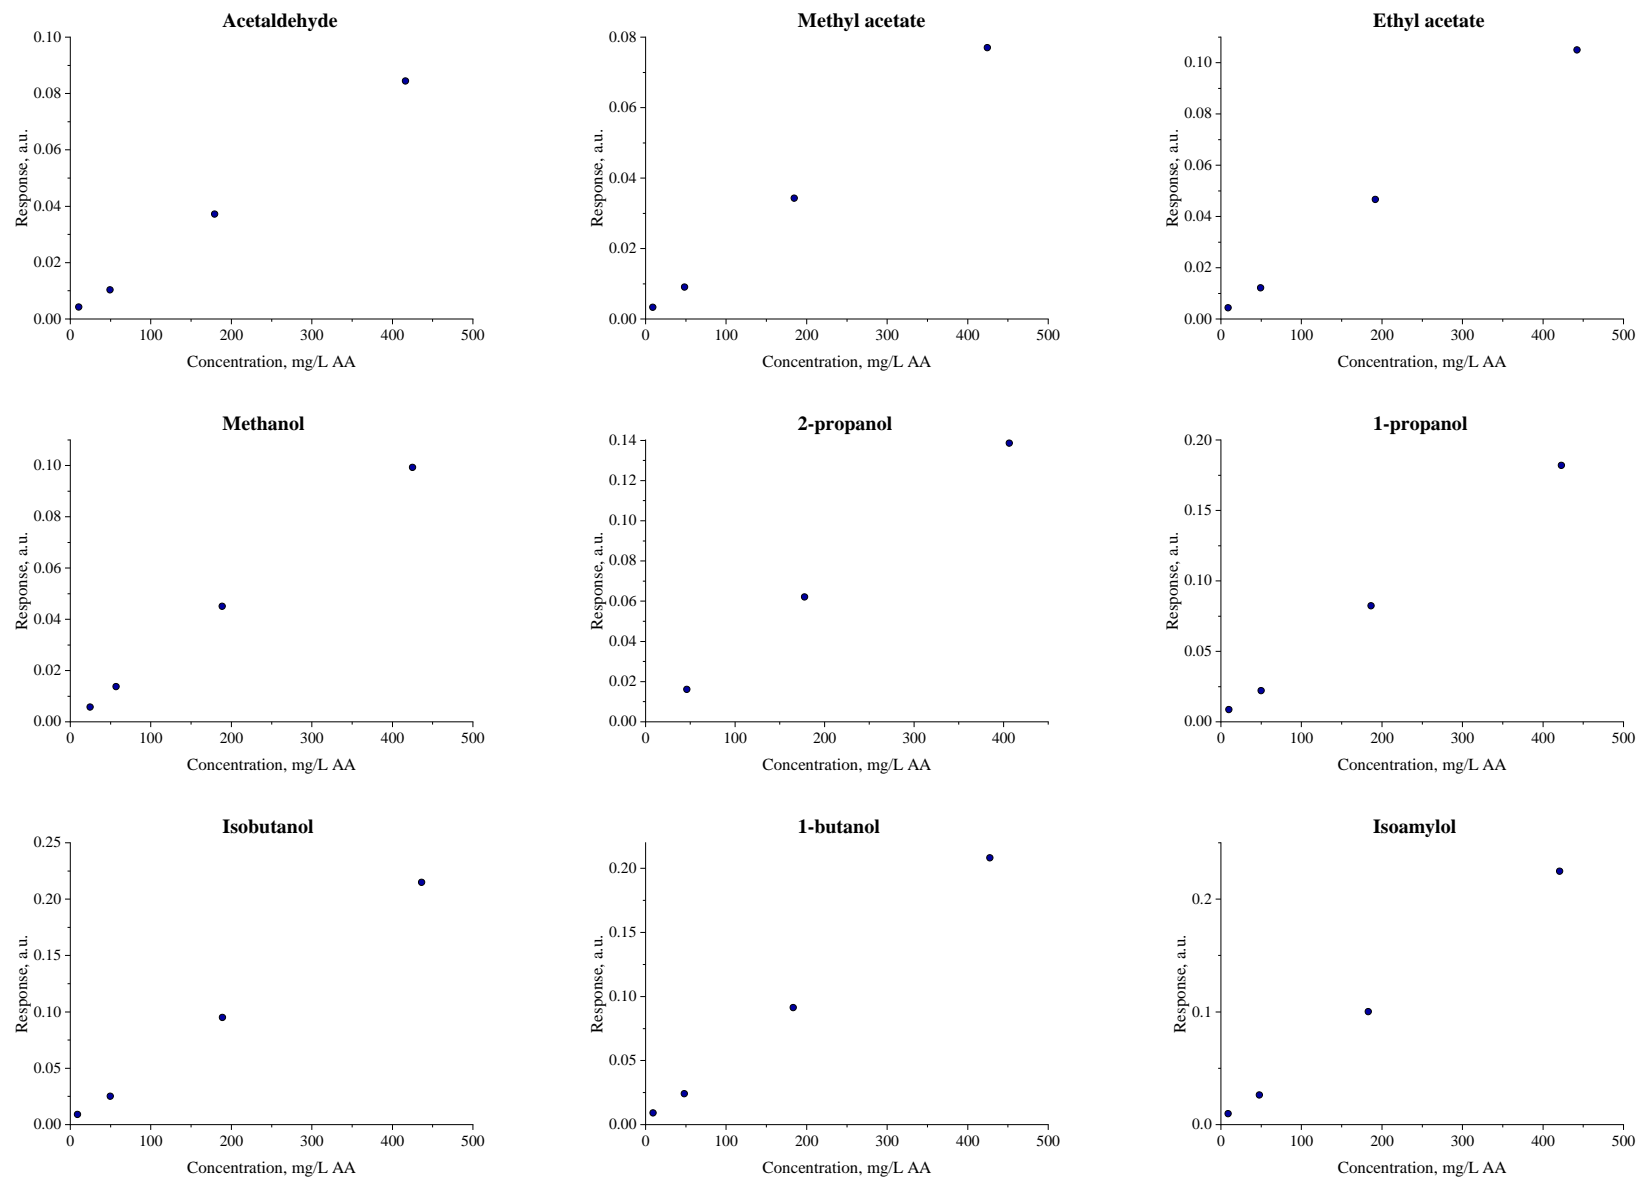 Acetaldehyde
0.10
0.08
0.06
0.04
0.02
0.00
Response, a.u.
0 100 200 300 400 500
Concentration, mg/L AA
Methyl acetate
0.08
0.06
0.04
0.02
0.00
Response, a.u.
0 100 200 300 400 500
Concentration, mg/L AA
Ethyl acetate
0.10
0.08
0.06
0.04
0.02
0.00
Response, a.u.
0 100 200 300 400 500
Concentration, mg/L AA
Methanol
0.10
0.08
0.06
0.04
0.02
0.00
Response, a.u.
0 100 200 300 400 500
Concentration, mg/L AA
2-propanol
0.14
0.12
0.10
0.08
0.06
0.04
0.02
0.00
Response, a.u.
0 100 200 300 400
Concentration, mg/L AA
1-propanol
0.20
0.15
0.10
0.05
0.00
Response, a.u.
0 100 200 300 400 500
Concentration, mg/L AA
Isobutanol
0.25
0.20
0.15
0.10
0.05
0.00
Response, a.u.
0 100 200 300 400 500
Concentration, mg/L AA
1-butanol
0.20
0.15
0.10
0.05
0.00
Response, a.u.
0 100 200 300 400 500
Concentration, mg/L AA
Isoamylol
0.2
0.1
0.0
Response, a.u.
0 100 200 300 400 500
Concentration, mg/L AA